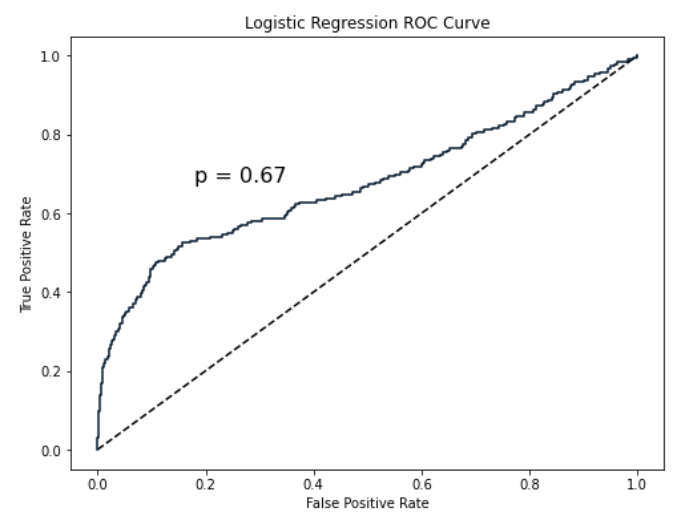 Logistic Regression ROC Curve
1.0
0.8
p = 0.67
0.6
True Positive Rate
0.4
0.2
0.0
0.0 0.2 0.4 0.6 0.8 1.0
False Positive Rate